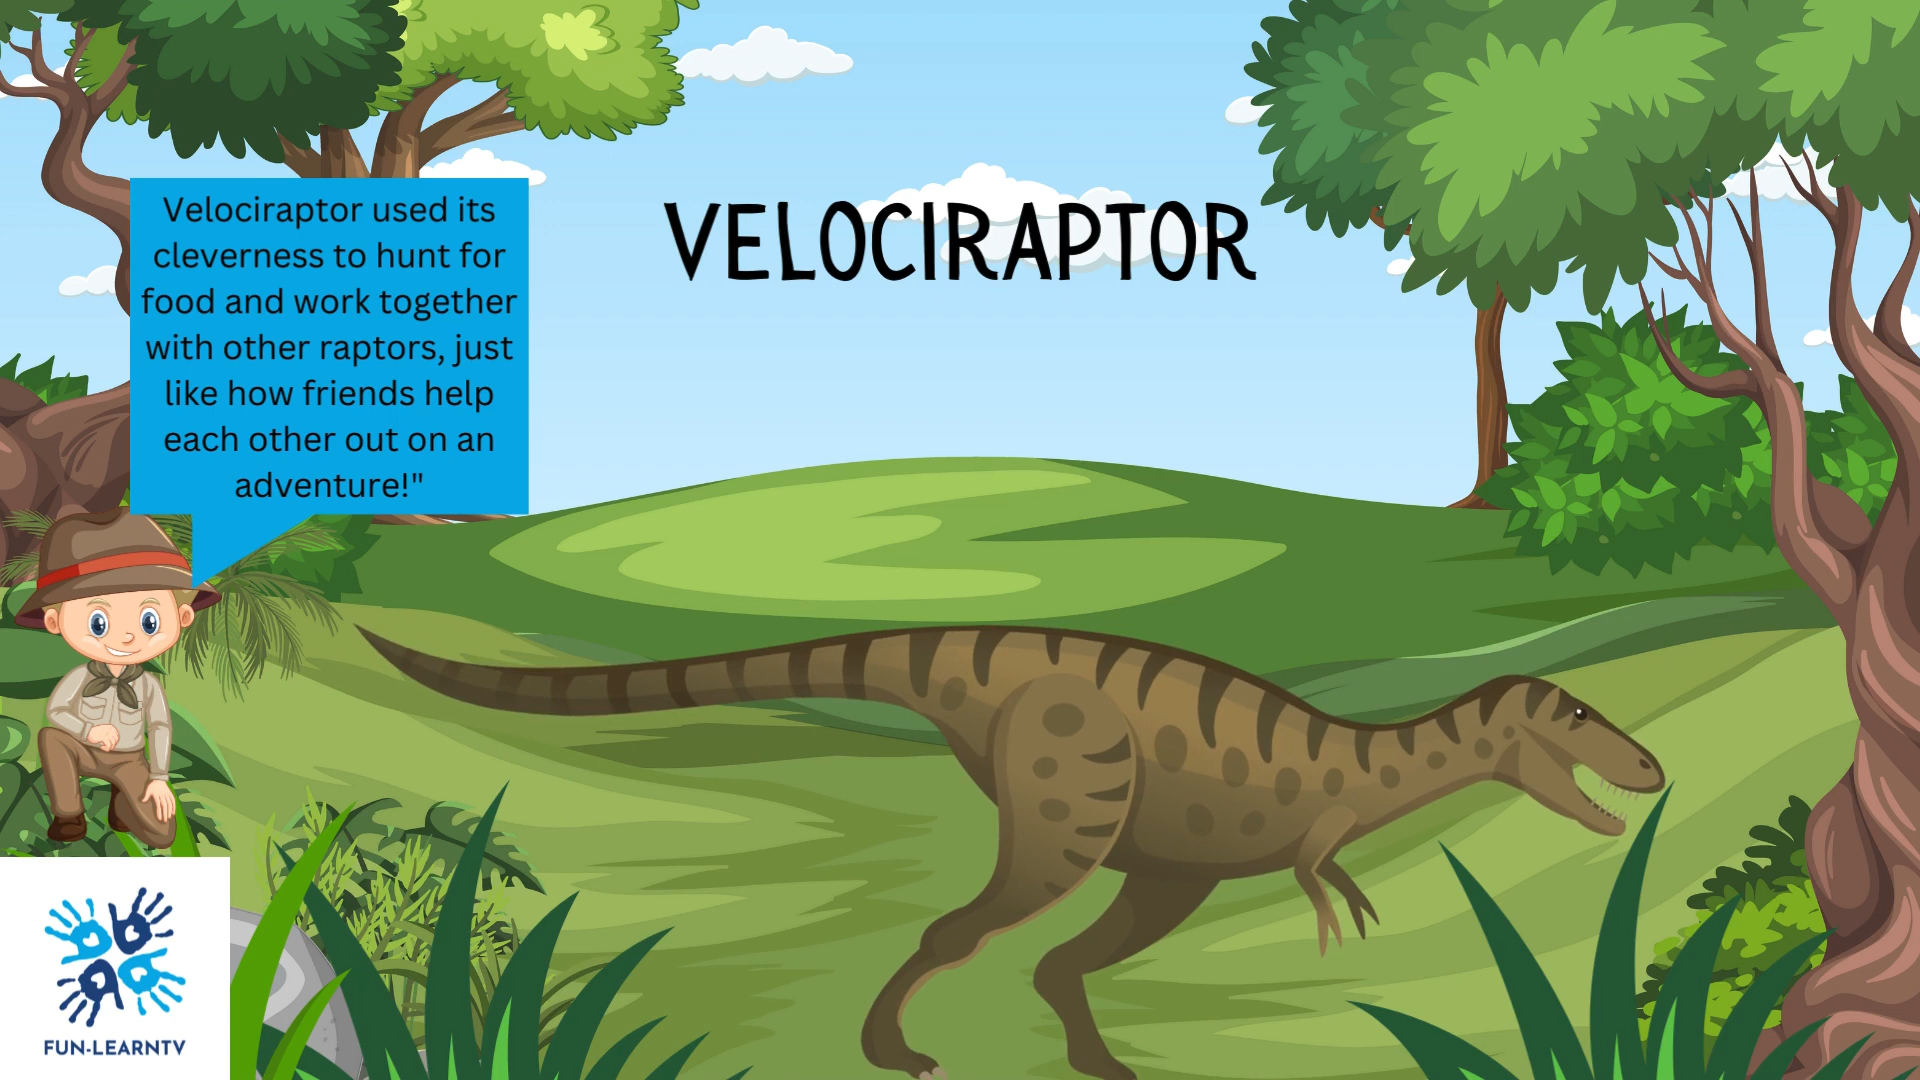 Velociraptor used its
cleverness to hunt for
food and work together
with other raptors, just
like how friends help
each other out on an
adventure!"
VELOCIRAPTOR
FUN-LEARNTV